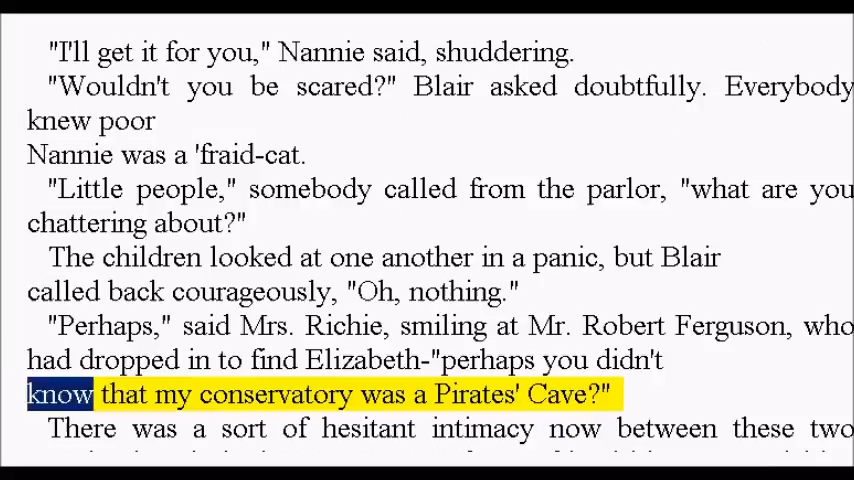 "I'll get it for you," Nannie said, shuddering.
"Wouldn't you be scared?" Blair asked doubtfully. Everybody
knew poor
Nannie was a 'fraid-cat.
"Little people," somebody called from the parlor, "what are you
chattering about?"
The children looked at one another in a panic, but Blair
called back courageously, "Oh, nothing."
"Perhaps," said Mrs. Richie, smiling at Mr. Robert Ferguson, who
had dropped in to find Elizabeth-"perhaps you didn't
know that my conservatory was a Pirates' Cave?"
There was a sort of hesitant intimacy now between these two